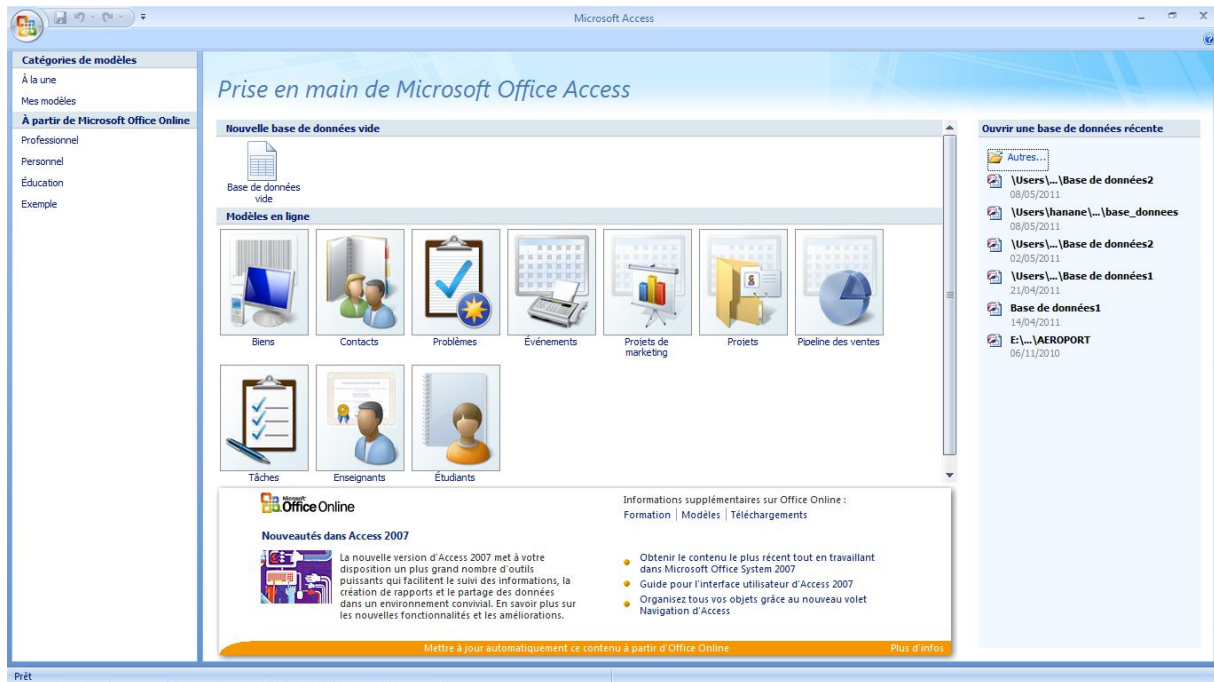 Microsoft Access
Catégories de modèles
À la une
Mes modèles
À partir de Microsoft Office Online
Professionnel
Personnel
Éducation
Exemple
Prise en main de Microsoft Office Access
Nouvelle base de données vide
Base de données
vide
Modèles en ligne
Biens
Contacts
Problèmes
Événements
Projets de
marketing
Projets
Pipeline des ventes
Tâches
Enseignants
Étudiants
Microsoft
Office Online
Nouveautés dans Access 2007
La nouvelle version d'Access 2007 met à votre
disposition un plus grand nombre d'outils
puissants qui facilitent le suivi des informations, la
création de rapports et le partage des données
dans un environnement convivial. En savoir plus sur
les nouvelles fonctionnalités et les améliorations.
Informations supplémentaires sur Office Online :
Formation | Modèles | Téléchargements
Obtenir le contenu le plus récent tout en travaillant
dans Microsoft Office System 2007
Guide pour l'interface utilisateur d'Access 2007
Organisez tous vos objets grâce au nouveau volet
Navigation d'Access
Mettre à jour automatiquement ce contenu à partir d'Office Online
Plus d'infos
Ouvrir une base de données récente
Autres...
\Users\...\Base de données2
08/05/2011
\Users\hanane\...\base_donnees
08/05/2011
\Users\...\Base de données2
02/05/2011
\Users\...\Base de données1
21/04/2011
Base de données1
14/04/2011
E:\...\AEROPORT
06/11/2010
Prêt